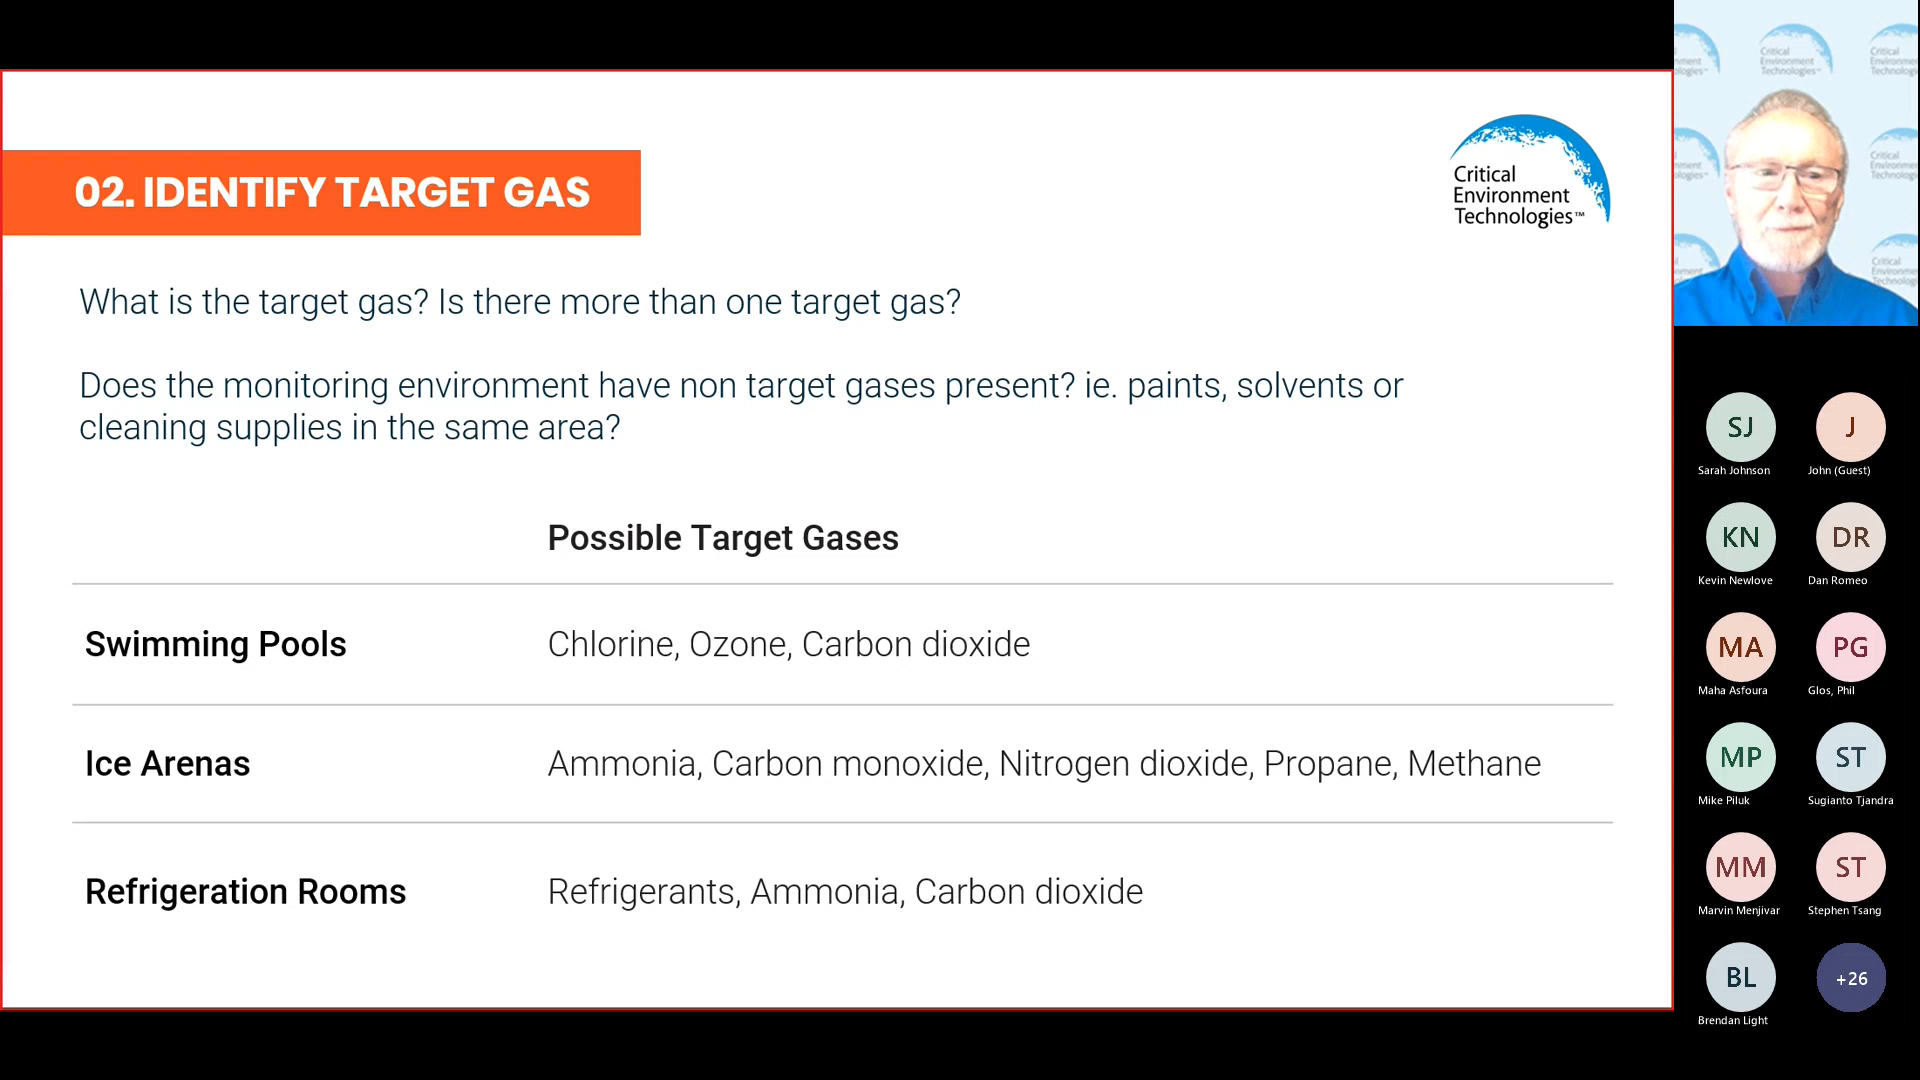 02. IDENTIFY TARGET GAS
Critical
Environment
Technologies™
What is the target gas? Is there more than one target gas?
Does the monitoring environment have non target gases present? ie. paints, solvents or
cleaning supplies in the same area?
Possible Target Gases
Swimming Pools Chlorine, Ozone, Carbon dioxide
Ice Arenas Ammonia, Carbon monoxide, Nitrogen dioxide, Propane, Methane
Refrigeration Rooms Refrigerants, Ammonia, Carbon dioxide
Critical
Environment
Technologies™
SJ J
Sarah Johnson John (Guest)
KN DR
Kevin Newlove Dan Romeo
MA PG
Maha Asfoura Glos, Phil
MP ST
Mike Piluk Sugianto Tjandra
MM ST
Marvin Menjivar Stephen Tsang
BL +26
Brendan Light